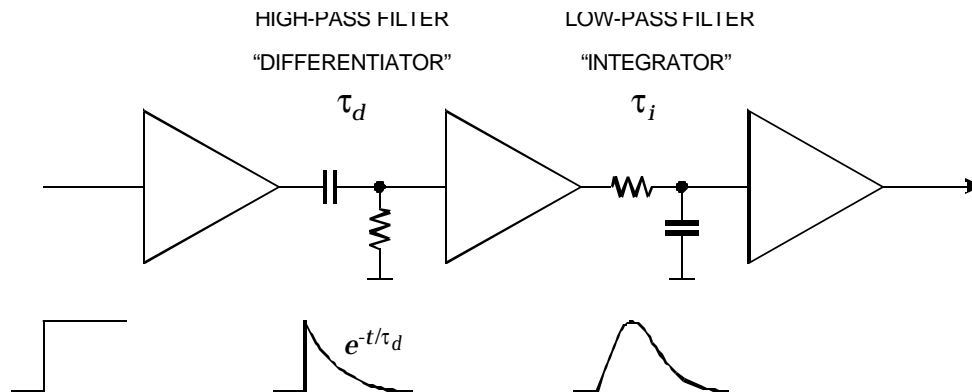 HIGH-PASS FILTER
“DIFFERENTIATOR”
τd
LOW-PASS FILTER
“INTEGRATOR”
τi
e-t/τd